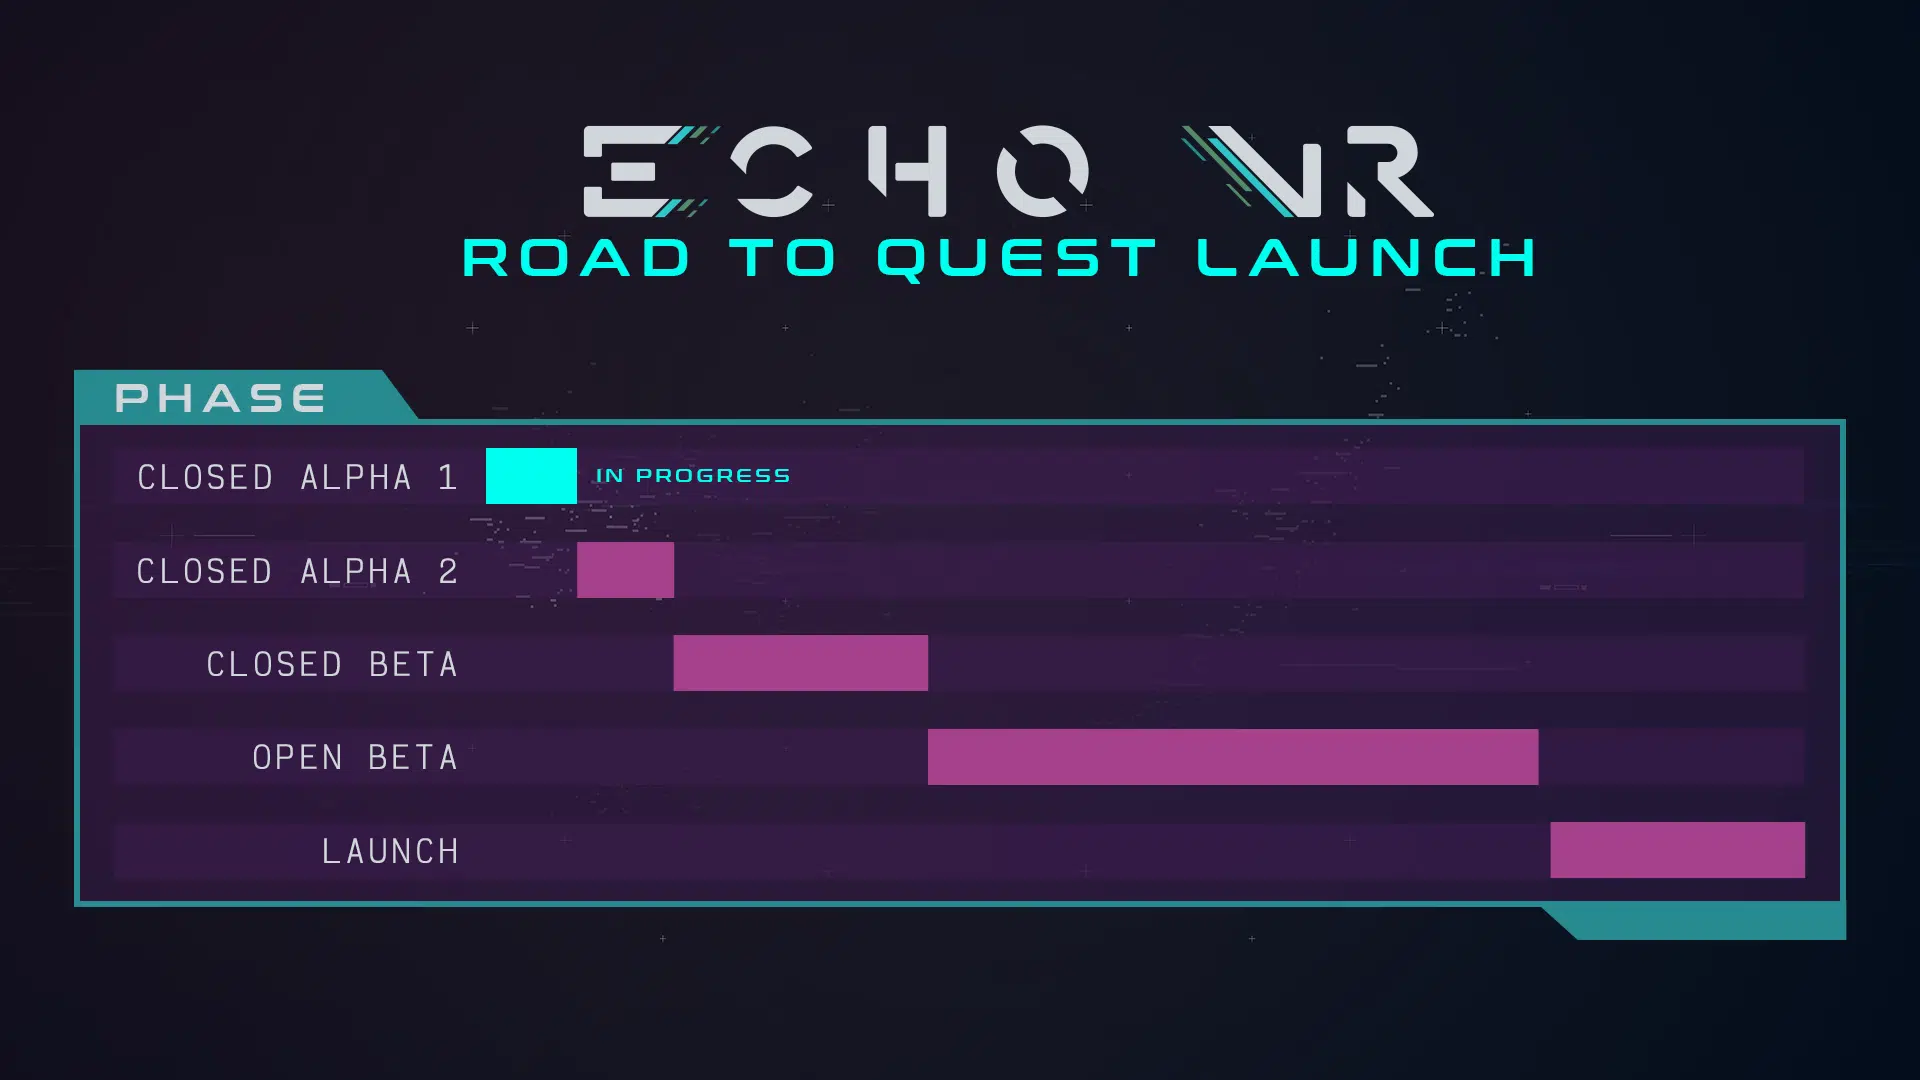 ECHO VR
ROAD TO QUEST LAUNCH
PHASE
CLOSED ALPHA 1
IN PROGRESS
CLOSED ALPHA 2
CLOSED BETA
OPEN BETA
LAUNCH